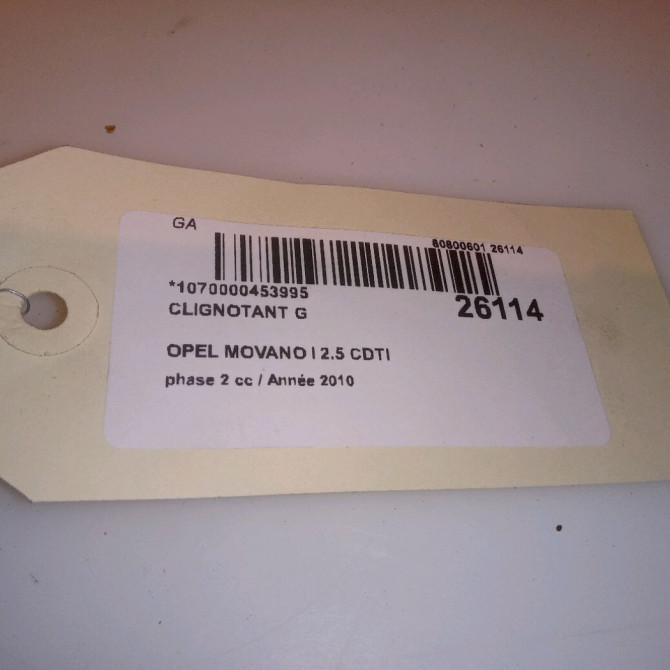 GA
60800601 26114
*1070000453995
26114
CLIGNOTANT G
OPEL MOVANO I 2.5 CDTI
phase 2 cc / Année 2010